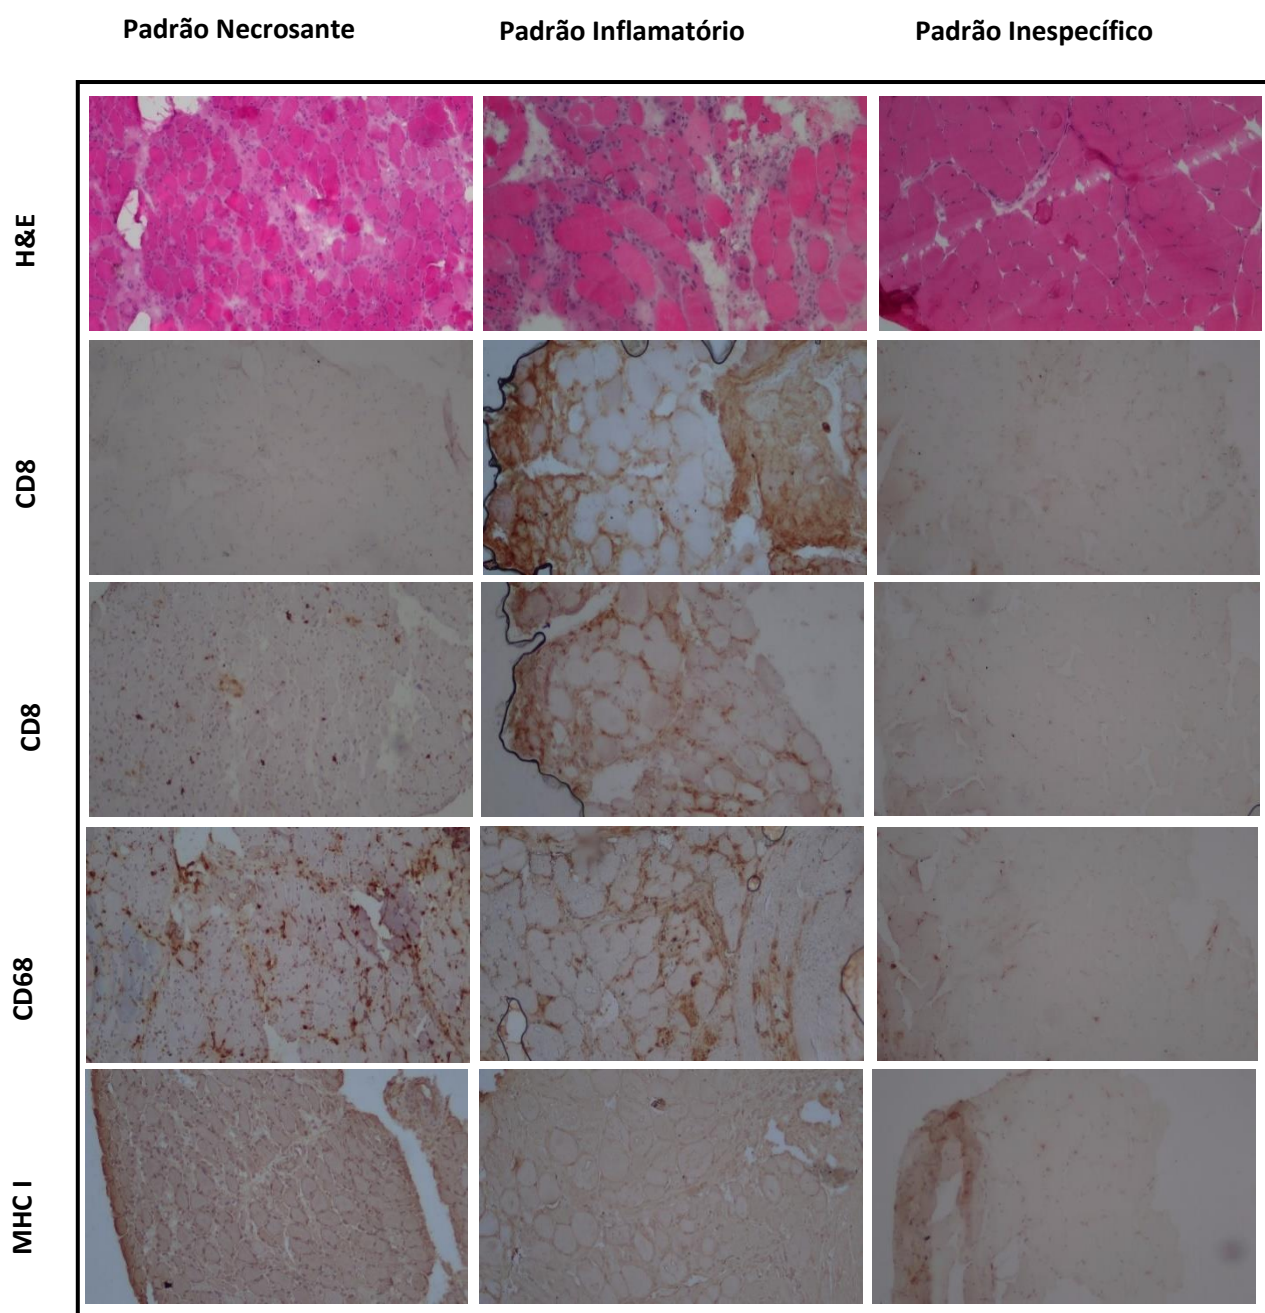 Padrão Necrosante
Padrão Inflamatório
Padrão Inespecífico
H&E
CD8
CD8
CD68
MHC I